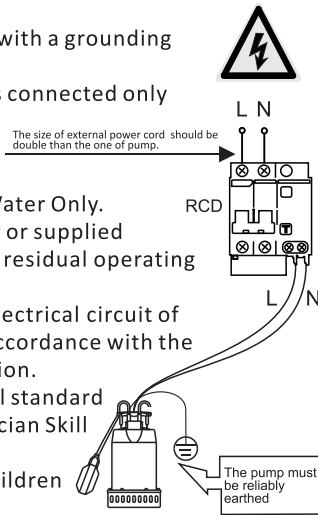 with a grounding
s connected only
L N
The size of external power cord should be
double than the one of pump.
Water Only.
RCD
or supplied
residual operating
T
L N
lectrical circuit of
ccordance with the
ion.
l standard
cian Skill
ildren
The pump must
be reliably
earthed